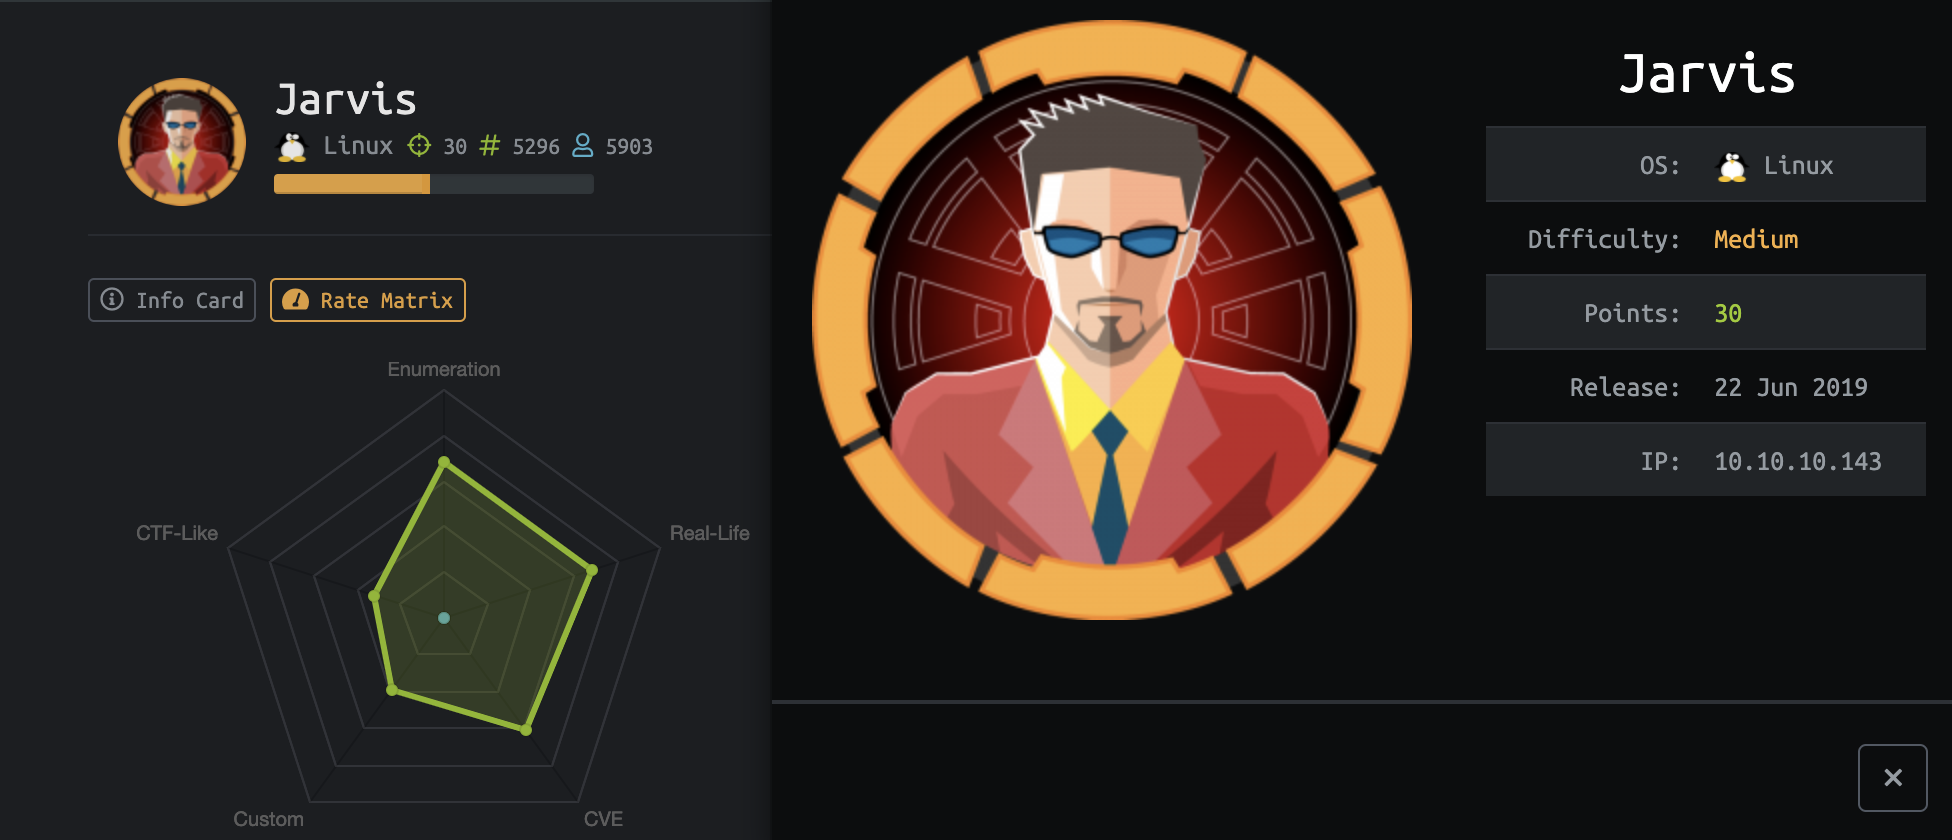 Jarvis
Linux 30 # 5296 5903
Info Card Rate Matrix
Enumeration
CTF-Like Real-Life
Custom CVE
Jarvis
OS: Linux
Difficulty: Medium
Points: 30
Release: 22 Jun 2019
IP: 10.10.10.143